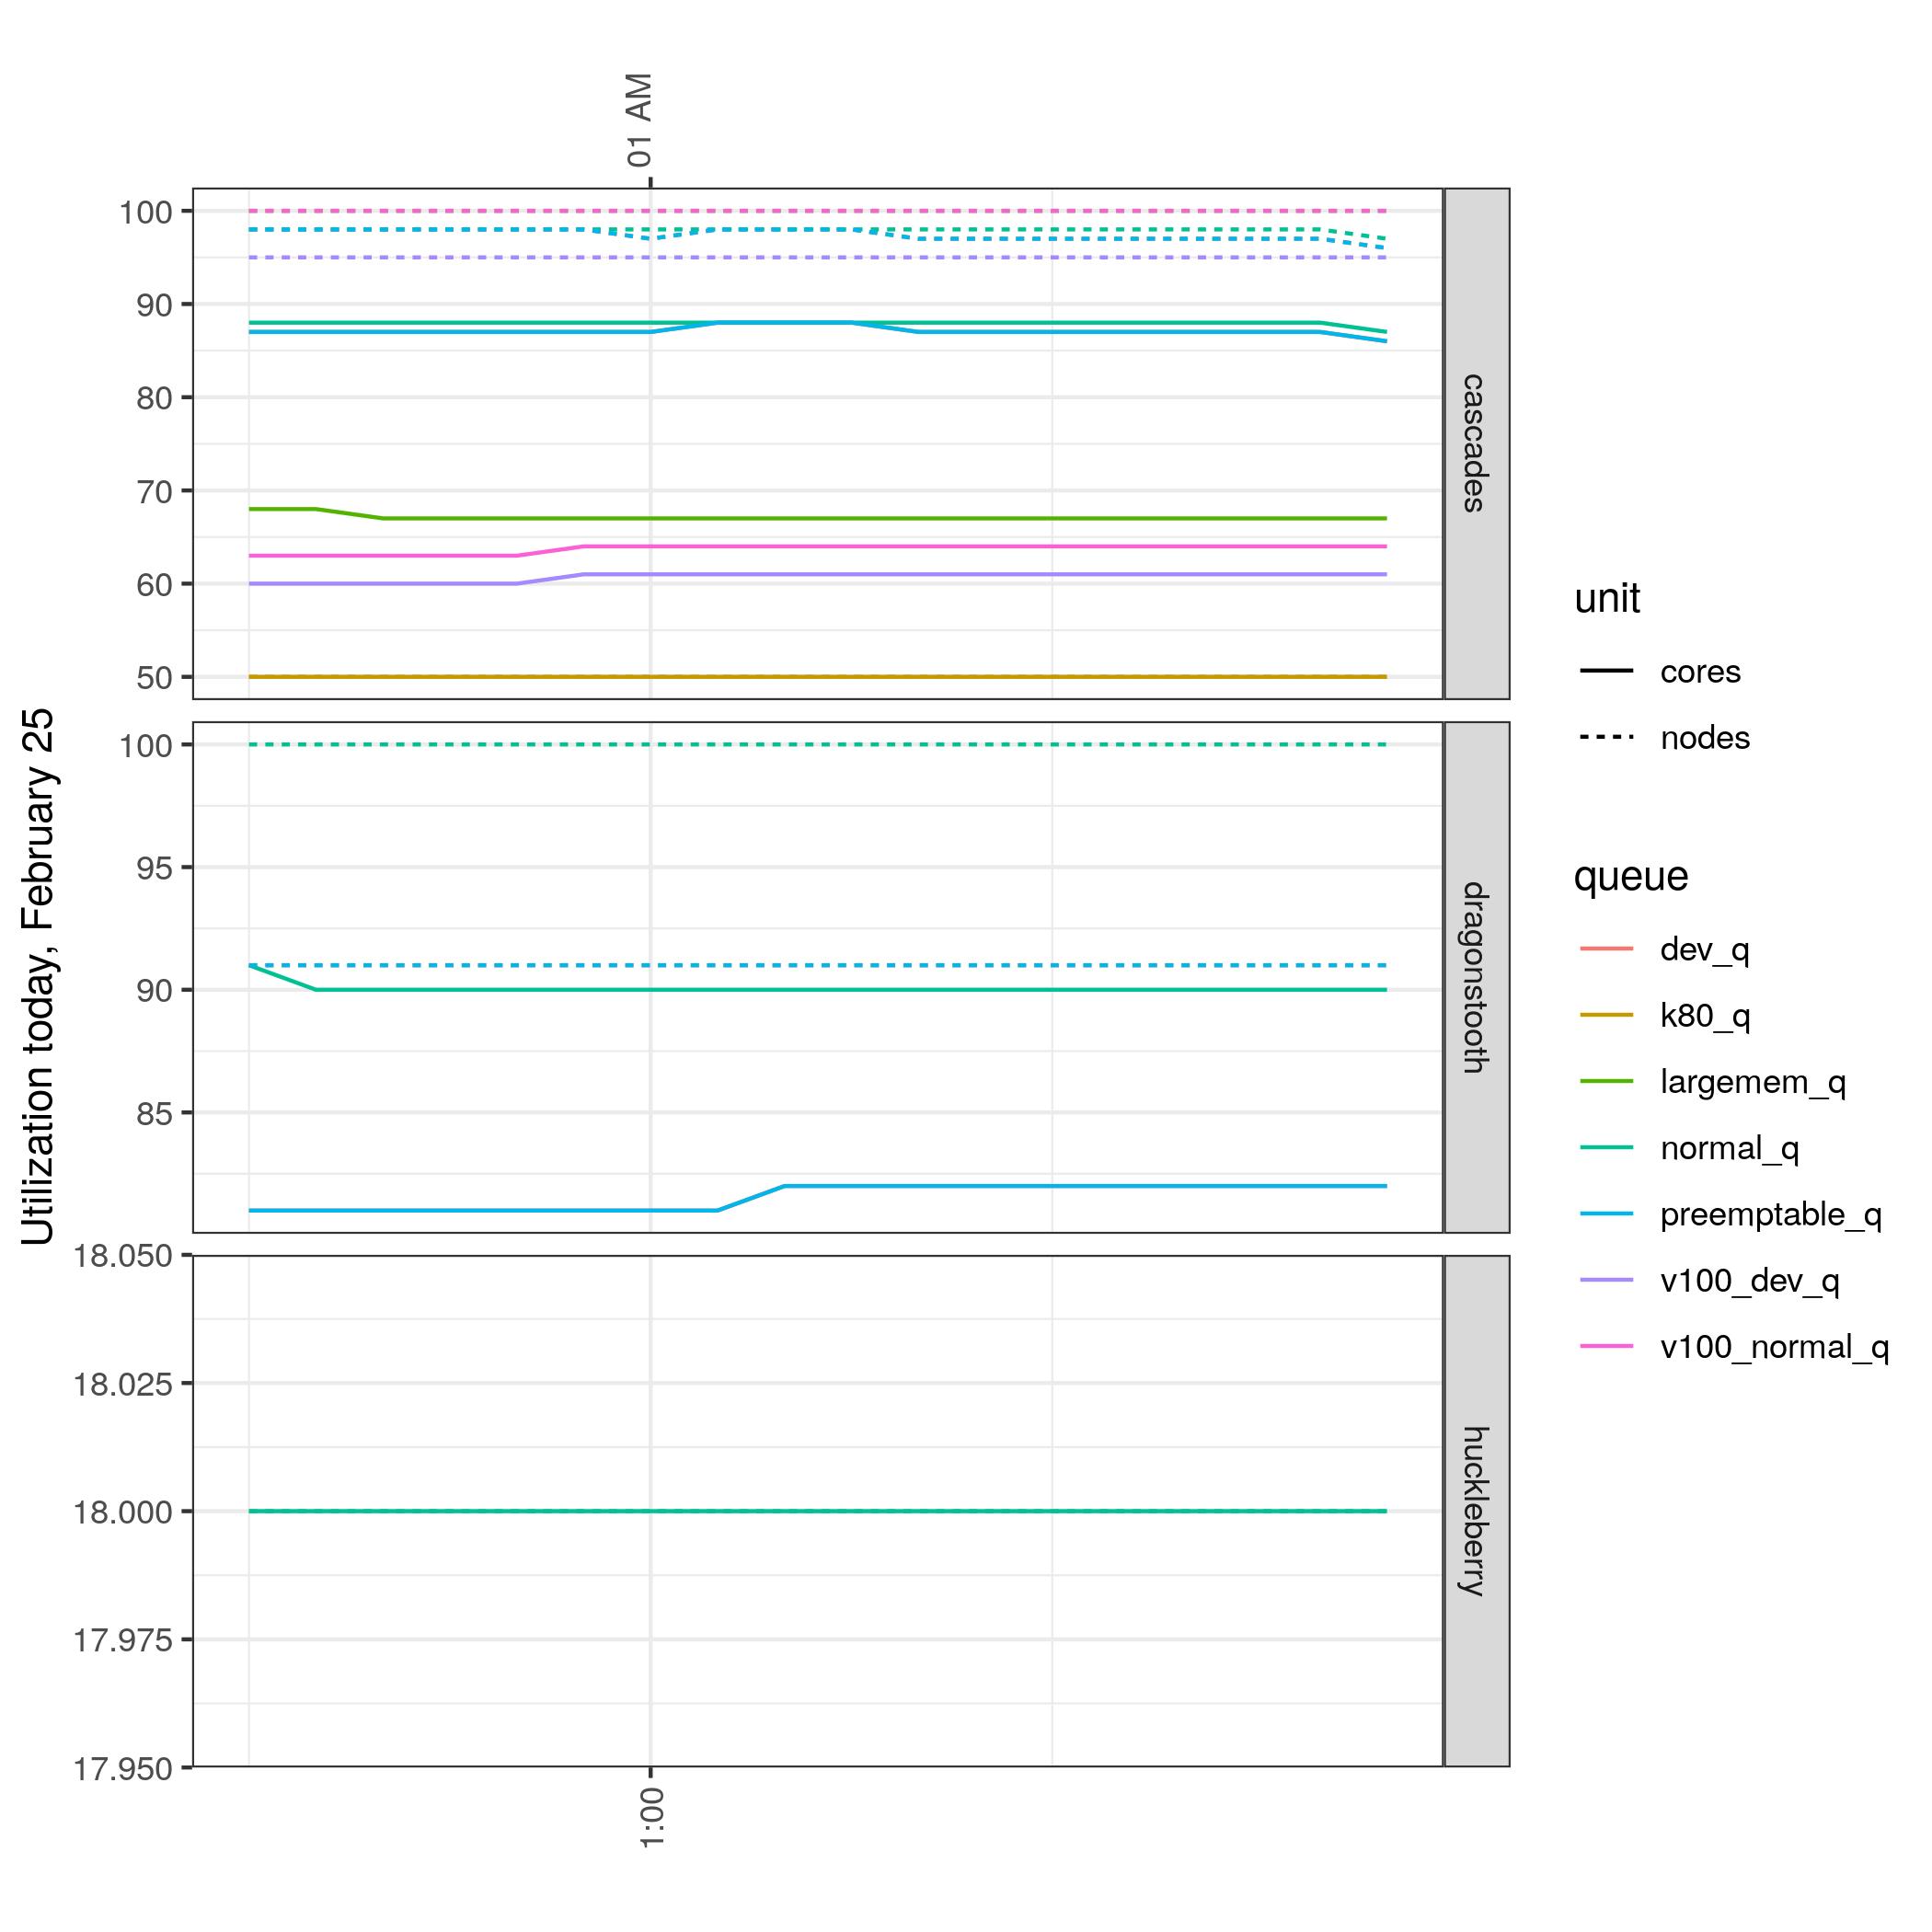 01 AM
100
90
80
70
60
50
cascades
Utilization today, February 25
100
95
90
85
dragonstooth
18.050
18.025
18.000
17.975
17.950
huckleberry
1:00
unit
cores
nodes
queue
dev_q
k80_q
largemem_q
normal_q
preemptable_q
v100_dev_q
v100_normal_q